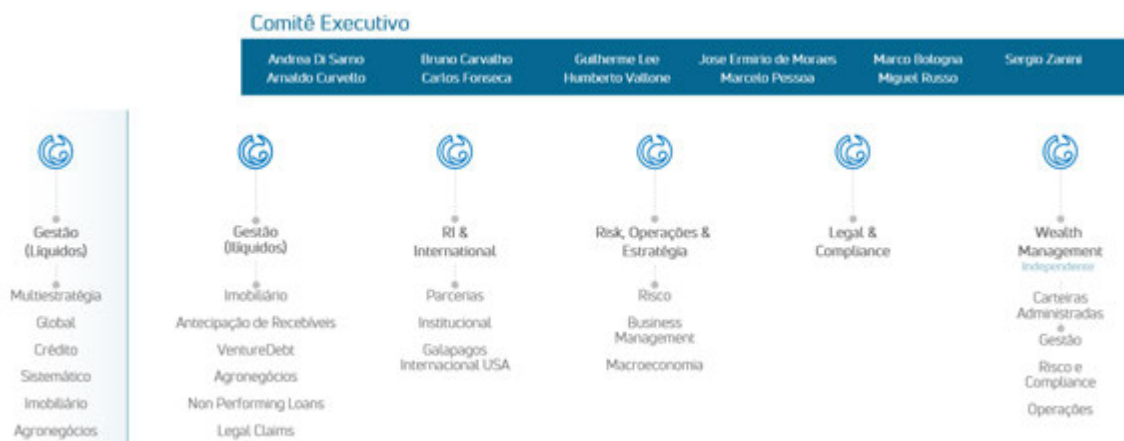 Comitê Executivo
Andrea Di Sarno
Arnaldo Curvello
Bruno Carvalho
Carlos Fonseca
Guilherme Lee
Humberto Vallone
Jose Ermirio de Moraes
Marcelo Pessoa
Marco Bologna
Miguel Russo
Sergio Zanini
Gestão
(Líquidos)
Multiestratégia
Global
Crédito
Sistemático
Imobiliário
Agronegócios
Gestão
(Ilíquidos)
Imobiliário
Antecipação de Recebíveis
VentureDebt
Agronegócios
Non Performing Loans
Legal Claims
RI &
International
Parcerias
Institucional
Galapagos
Internacional USA
Risk, Operações &
Estratégia
Risco
Business
Management
Macroeconomia
Legal &
Compliance
Wealth
Management
Independente
Carteiras
Administradas
Gestão
Risco e
Compliance
Operações